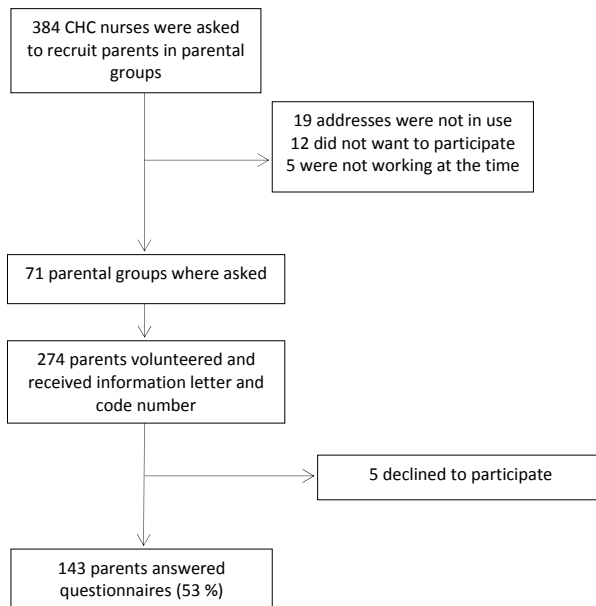 384 CHC nurses were asked
to recruit parents in parental
groups
19 addresses were not in use
12 did not want to participate
5 were not working at the time
71 parental groups where asked
274 parents volunteered and
received information letter and
code number
5 declined to participate
143 parents answered
questionnaires (53 %)